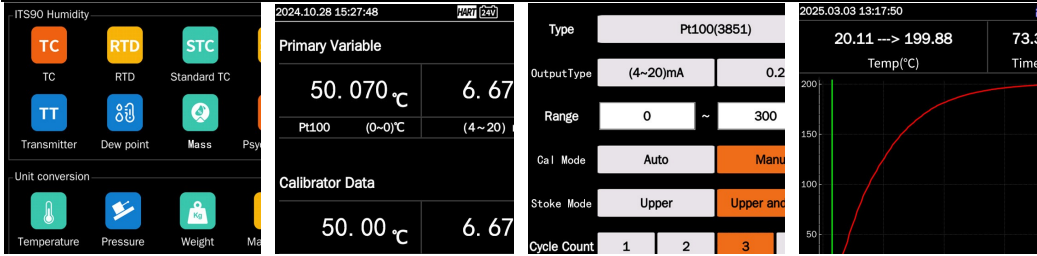 ITS90 Humidity
TC RTD STC
TC RTD Standard TC
TT
Transmitter Dew point Mass Psy
Unit conversion
Kg
Temperature Pressure Weight Ma
2024.10.28 15:27:48 HART 24V
Primary Variable
50.070 ℃ 6.67
Pt100 (0~0)℃ (4~20)
Calibrator Data
50.00 ℃ 6.67
Type Pt100(3851)
OutputType (4~20)mA 0.2
Range 0 ~ 300
Cal Mode Auto Manu
Stoke Mode Upper Upper and
Cycle Count 1 2 3
2025.03.03 13:17:50
20.11 ---> 199.88 73.
Temp(℃) Time
200
150
100
50